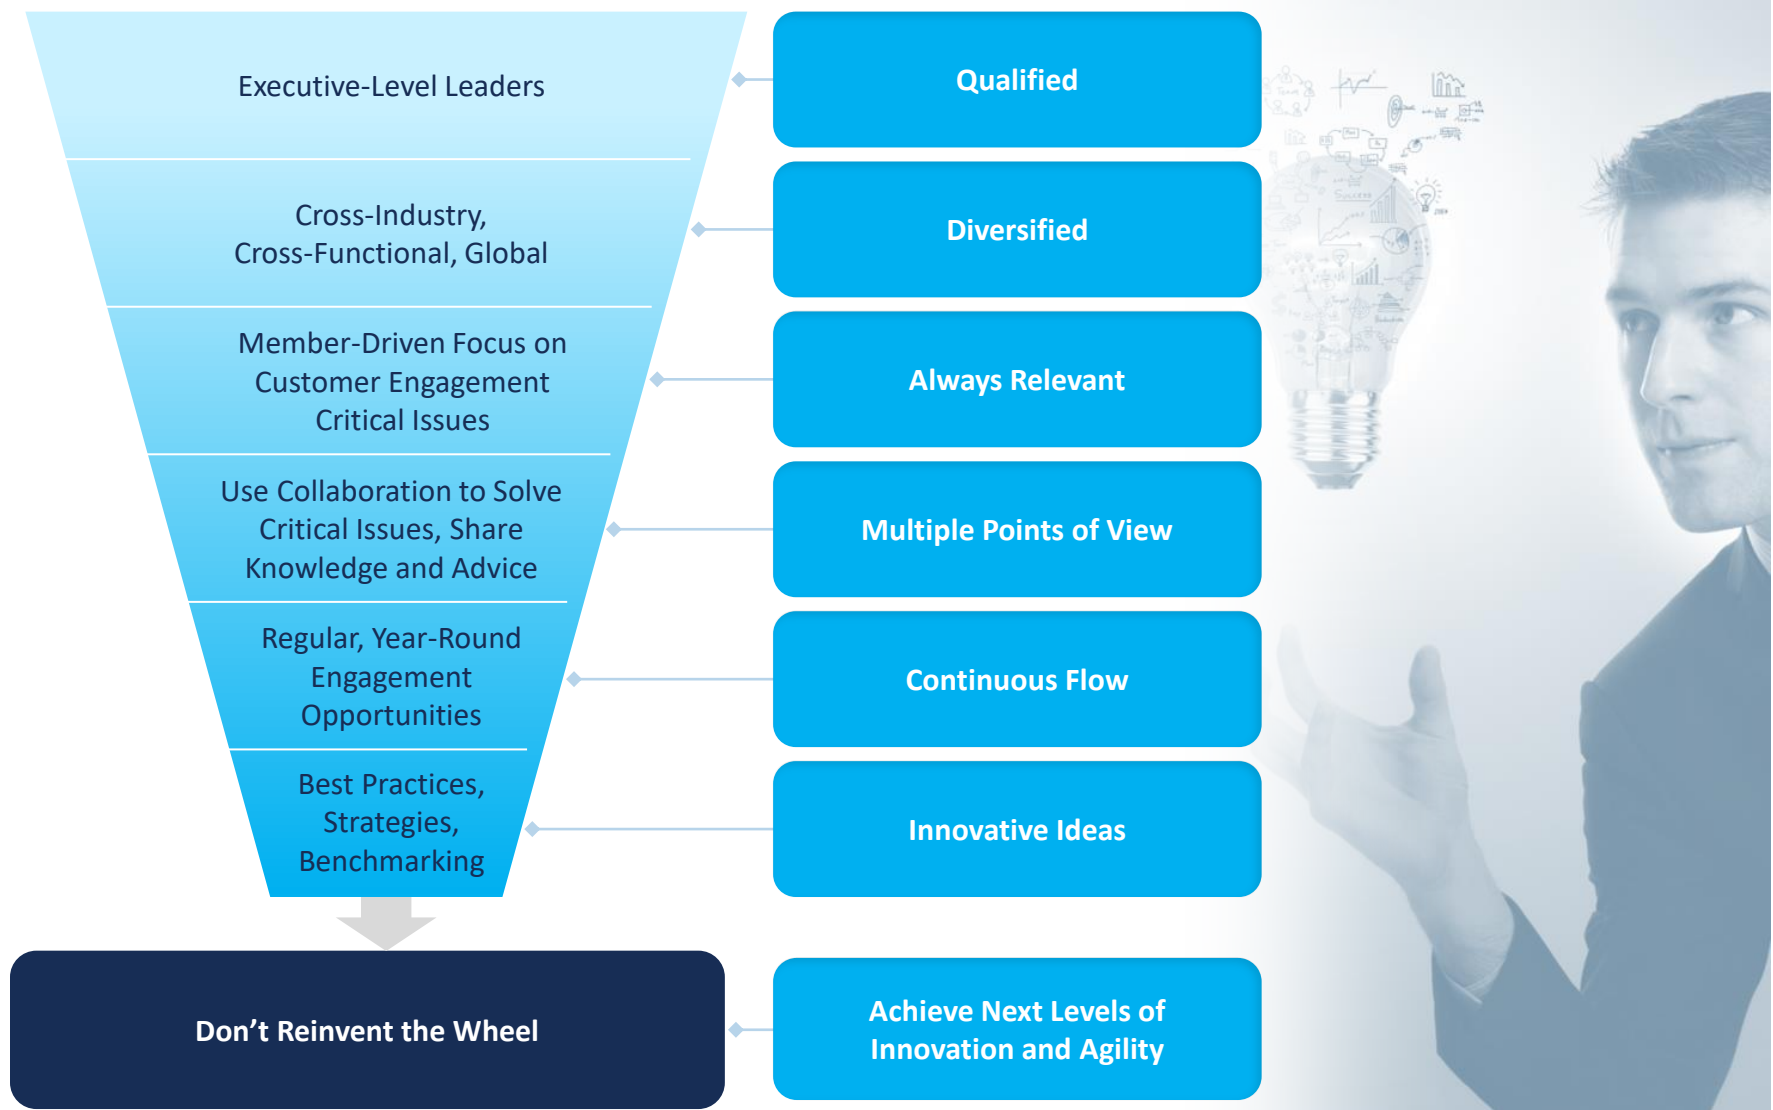 Executive-Level Leaders
Qualified
Cross-Industry,
Cross-Functional, Global
Diversified
Member-Driven Focus on
Customer Engagement
Critical Issues
Always Relevant
Use Collaboration to Solve
Critical Issues, Share
Knowledge and Advice
Multiple Points of View
Regular, Year-Round
Engagement
Opportunities
Continuous Flow
Best Practices,
Strategies,
Benchmarking
Innovative Ideas
Don’t Reinvent the Wheel
Achieve Next Levels of
Innovation and Agility
Team
Success